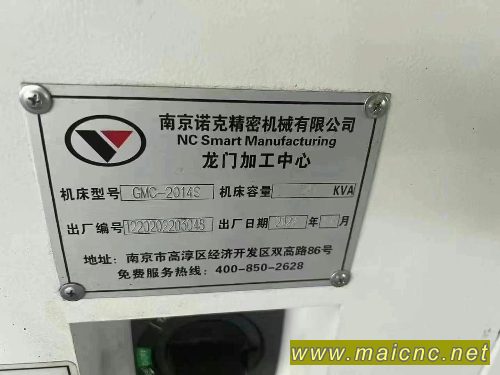 南京诺克精密机械有限公司
NC Smart Manufacturing
龙门加工中心
机床型号 GMC-2014S 机床容量 KVA
出厂编号 出厂日期 年 月
地址：南京市高淳区经济开发区双高路86号
免费服务热线：400-850-2628
www.maicnc.net